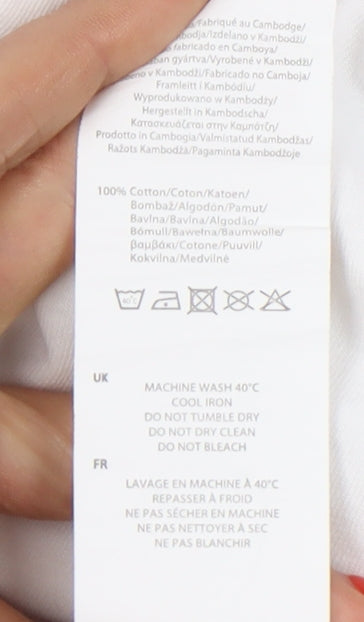 Fabriqué au Cambodge/
Izdelano v Kambodži/
fabricado en Camboya/
gyártva/Vyrobené v Kambodži/
v Kambodži/Fabricado no Camboja/
Framleitt í Kambódíu/
Wyprodukowano w Kambodży/
Hergestellt in Kambodscha/
Κατασκευάζεται στην Καμπότζη/
Prodotto in Cambogia/Valmistatud Kambodžas/
Ražots Kambodžā/Pagaminta Kambodžoje
100% Cotton/Coton/Katoen/
Bombaž/Algodón/Pamut/
Bavlna/Bavlna/Algodão/
Bómull/Bawełna/Baumwolle/
βαμβάκι/Cotone/Puuvill/
Kokvilna/Medvilnė
40°C
UK
MACHINE WASH 40°C
COOL IRON
DO NOT TUMBLE DRY
DO NOT DRY CLEAN
DO NOT BLEACH
FR
LAVAGE EN MACHINE À 40°C
REPASSER À FROID
NE PAS SÉCHER EN MACHINE
NE PAS NETTOYER À SEC
NE PAS BLANCHIR